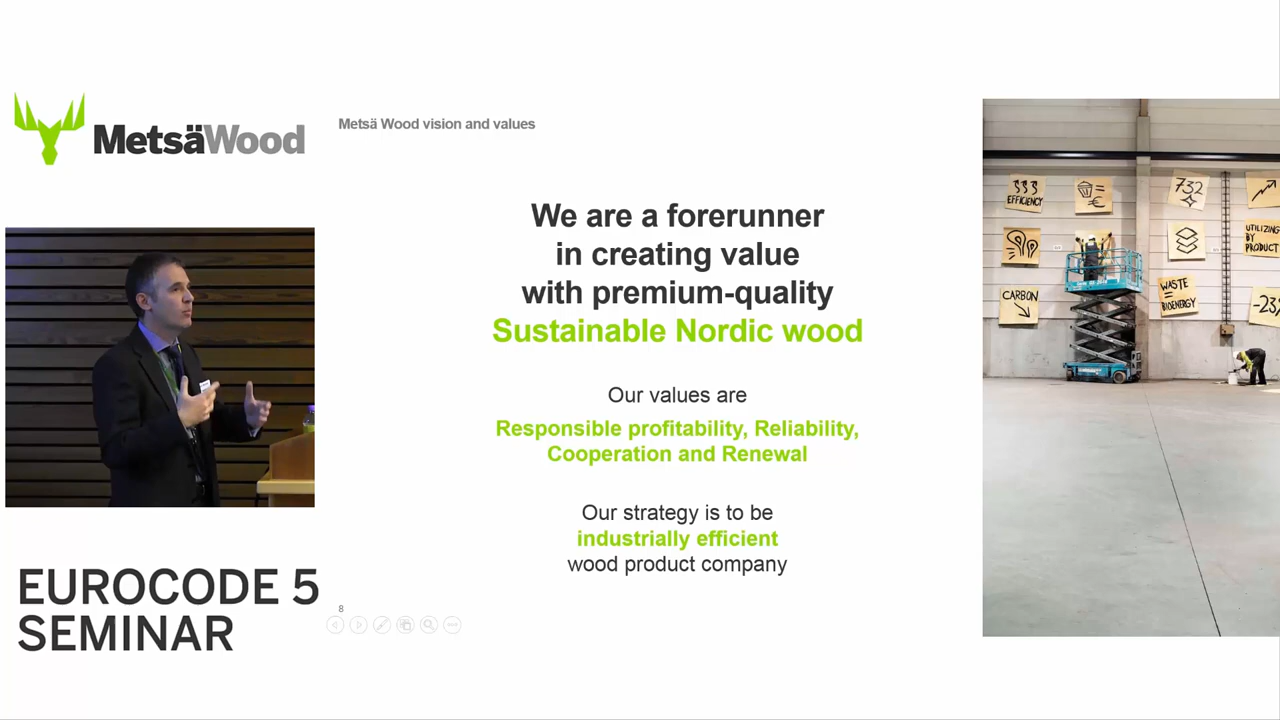 MetsäWood
Metsä Wood vision and values
We are a forerunner
in creating value
with premium-quality
Sustainable Nordic wood
Our values are
Responsible profitability, Reliability,
Cooperation and Renewal
Our strategy is to be
industrially efficient
wood product company
8
EUROCODE 5
SEMINAR
EFFICIENCY
= €
732
UTILIZING
BY
PRODUCT
CARBON
WASTE
=
BIOENERGY